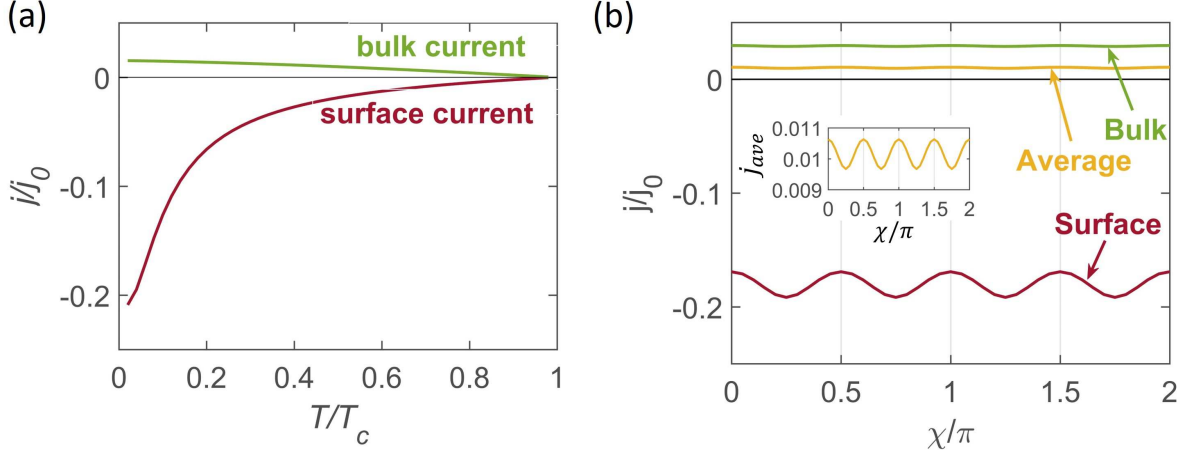 (a)
bulk current
surface current
j/j0
0
-0.1
-0.2
0
0.2
0.4
0.6
0.8
1
T/Tc
(b)
Bulk
Average
Surface
j/j0
0
-0.1
-0.2
0
0.5
1
1.5
2
χ/π
jave
0.011
0.01
0.009
0
0.5
1
1.5
2
χ/π